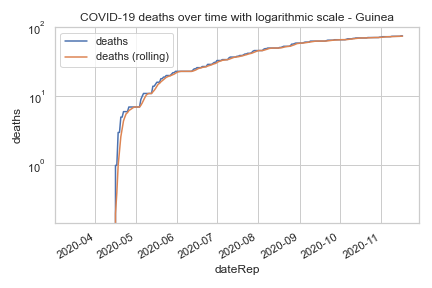 COVID-19 deaths over time with logarithmic scale - Guinea
10²
10¹
10⁰
deaths
deaths
deaths (rolling)
2020-04
2020-05
2020-06
2020-07
2020-08
2020-09
2020-10
2020-11
dateRep